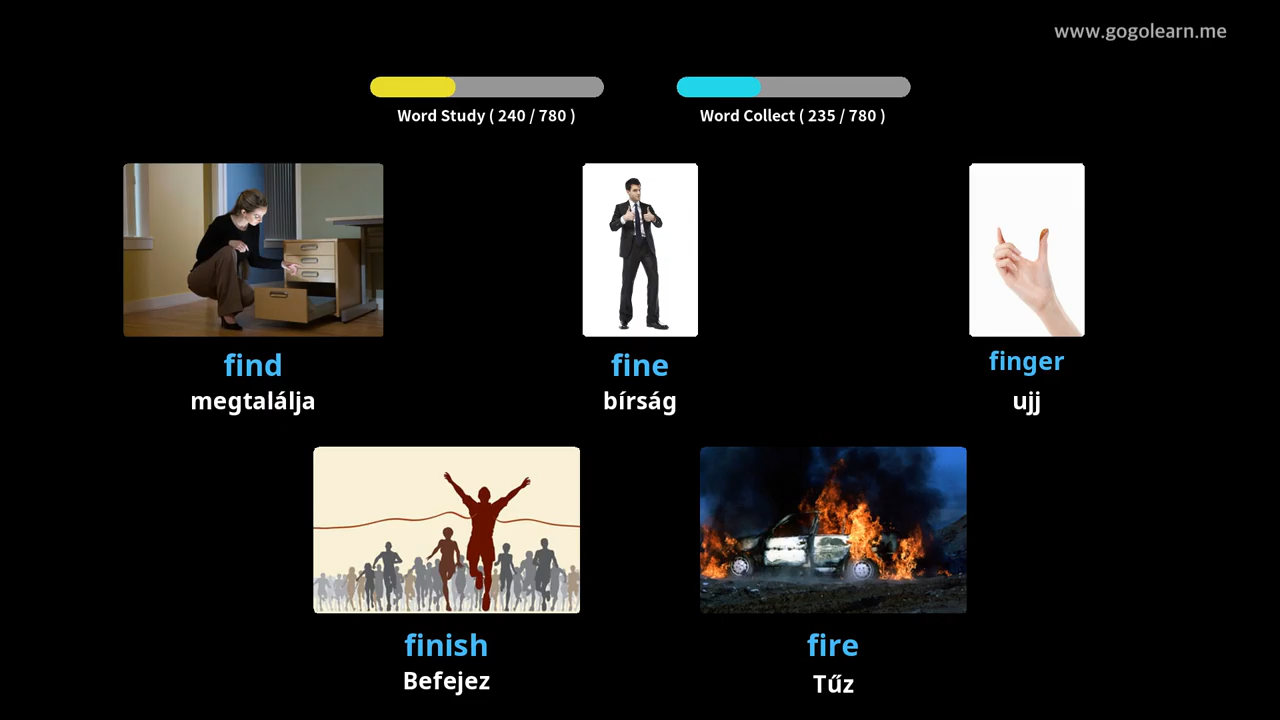 www.gogolearn.me
Word Study ( 240 / 780 )
Word Collect ( 235 / 780 )
find
megtalálja
fine
bírság
finger
ujj
finish
Befejez
fire
Tűz